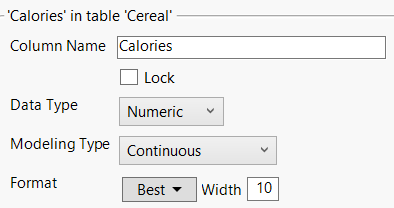 'Calories' in table 'Cereal'
Column Name Calories
Lock
Data Type Numeric
Modeling Type Continuous
Format Best Width 10